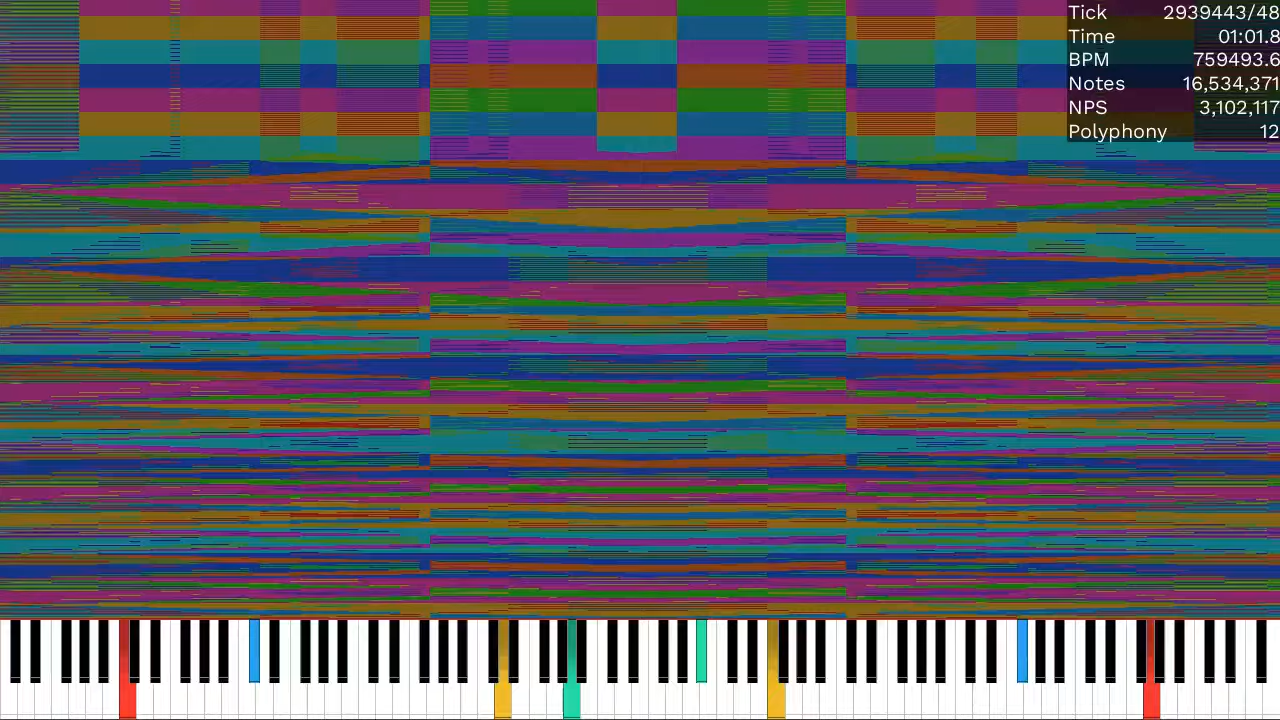 Tick 2939443/48
Time 01:01.8
BPM 759493.6
Notes 16,534,371
NPS 3,102,117
Polyphony 12